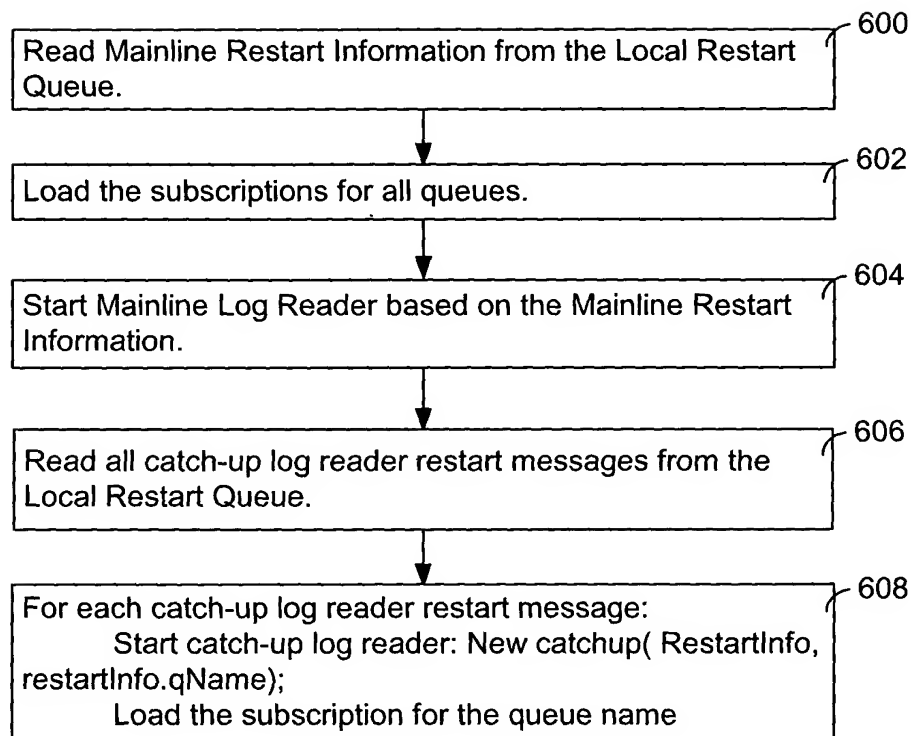 600
Read Mainline Restart Information from the Local Restart
Queue.
602
Load the subscriptions for all queues.
604
Start Mainline Log Reader based on the Mainline Restart
Information.
606
Read all catch-up log reader restart messages from the
Local Restart Queue.
608
For each catch-up log reader restart message:
Start catch-up log reader: New catchup( RestartInfo,
restartInfo.qName);
Load the subscription for the queue name